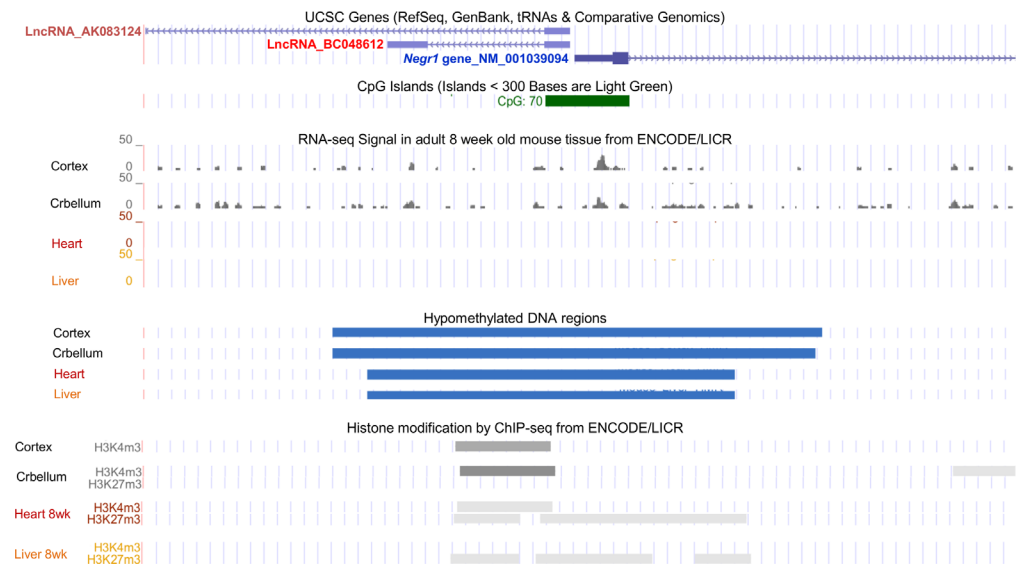 UCSC Genes (RefSeq, GenBank, tRNAs & Comparative Genomics)
LncRNA_AK083124
LncRNA_BC048612
Negr1 gene_NM_001039094
CpG Islands (Islands < 300 Bases are Light Green)
CpG: 70
RNA-seq Signal in adult 8 week old mouse tissue from ENCODE/LICR
50
Cortex
0
50
Crbellum
0
50
Heart
0
50
Liver
0
Hypomethylated DNA regions
Cortex
Crbellum
Heart
Liver
Histone modification by ChIP-seq from ENCODE/LICR
Cortex H3K4m3
Crbellum H3K4m3
H3K27m3
Heart 8wk H3K4m3
H3K27m3
Liver 8wk H3K4m3
H3K27m3